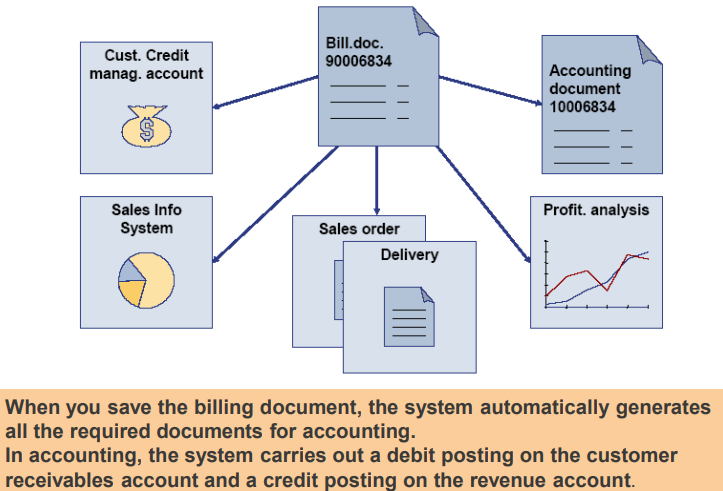 Cust. Credit
manag. account
$
Bill.doc.
90006834
Accounting
document
10006834
Sales Info
System
Sales order
Delivery
Profit. analysis
When you save the billing document, the system automatically generates
all the required documents for accounting.
In accounting, the system carries out a debit posting on the customer
receivables account and a credit posting on the revenue account.